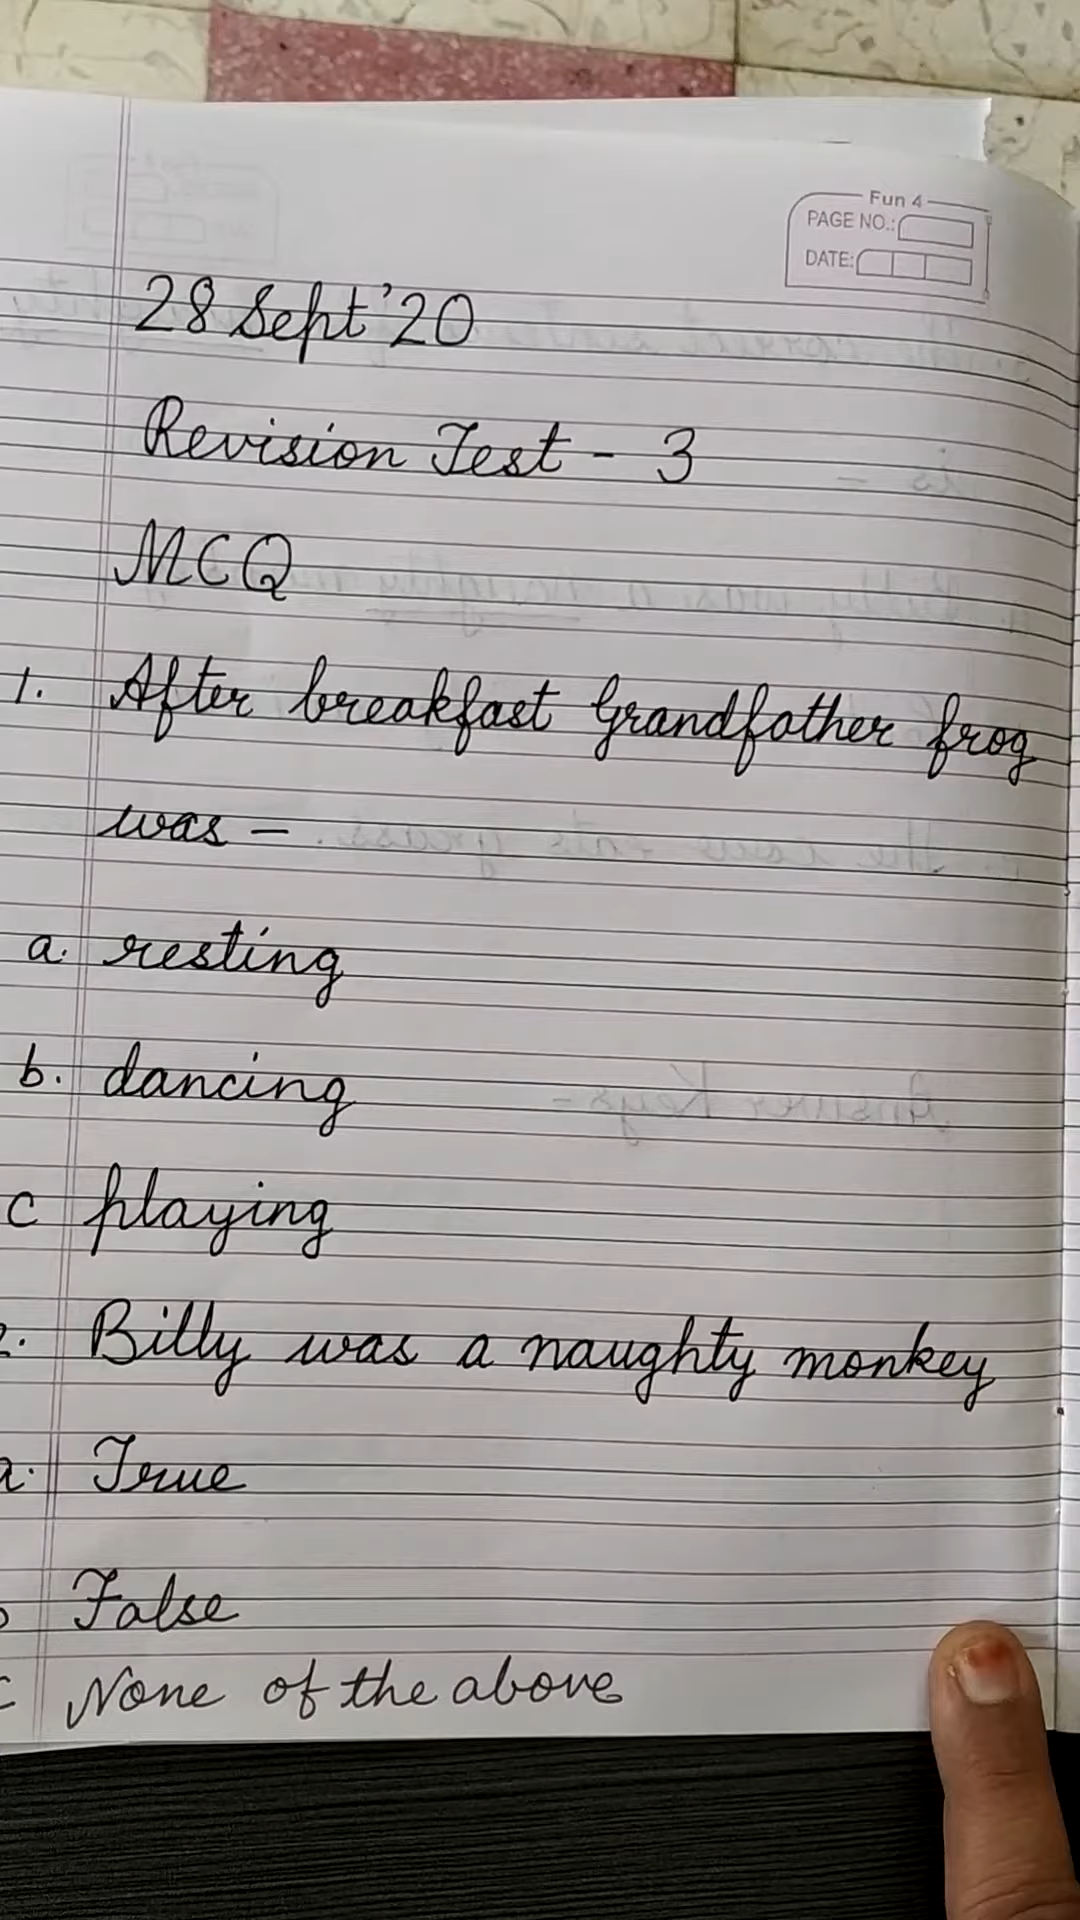 Fun 4
PAGE NO.:
DATE:
28 Sept '20
Revision Test - 3
MCQ
1. After breakfast Grandfather frog
was –
a. resting
b. dancing
c playing
2. Billy was a naughty monkey
a. True
b False
c None of the above